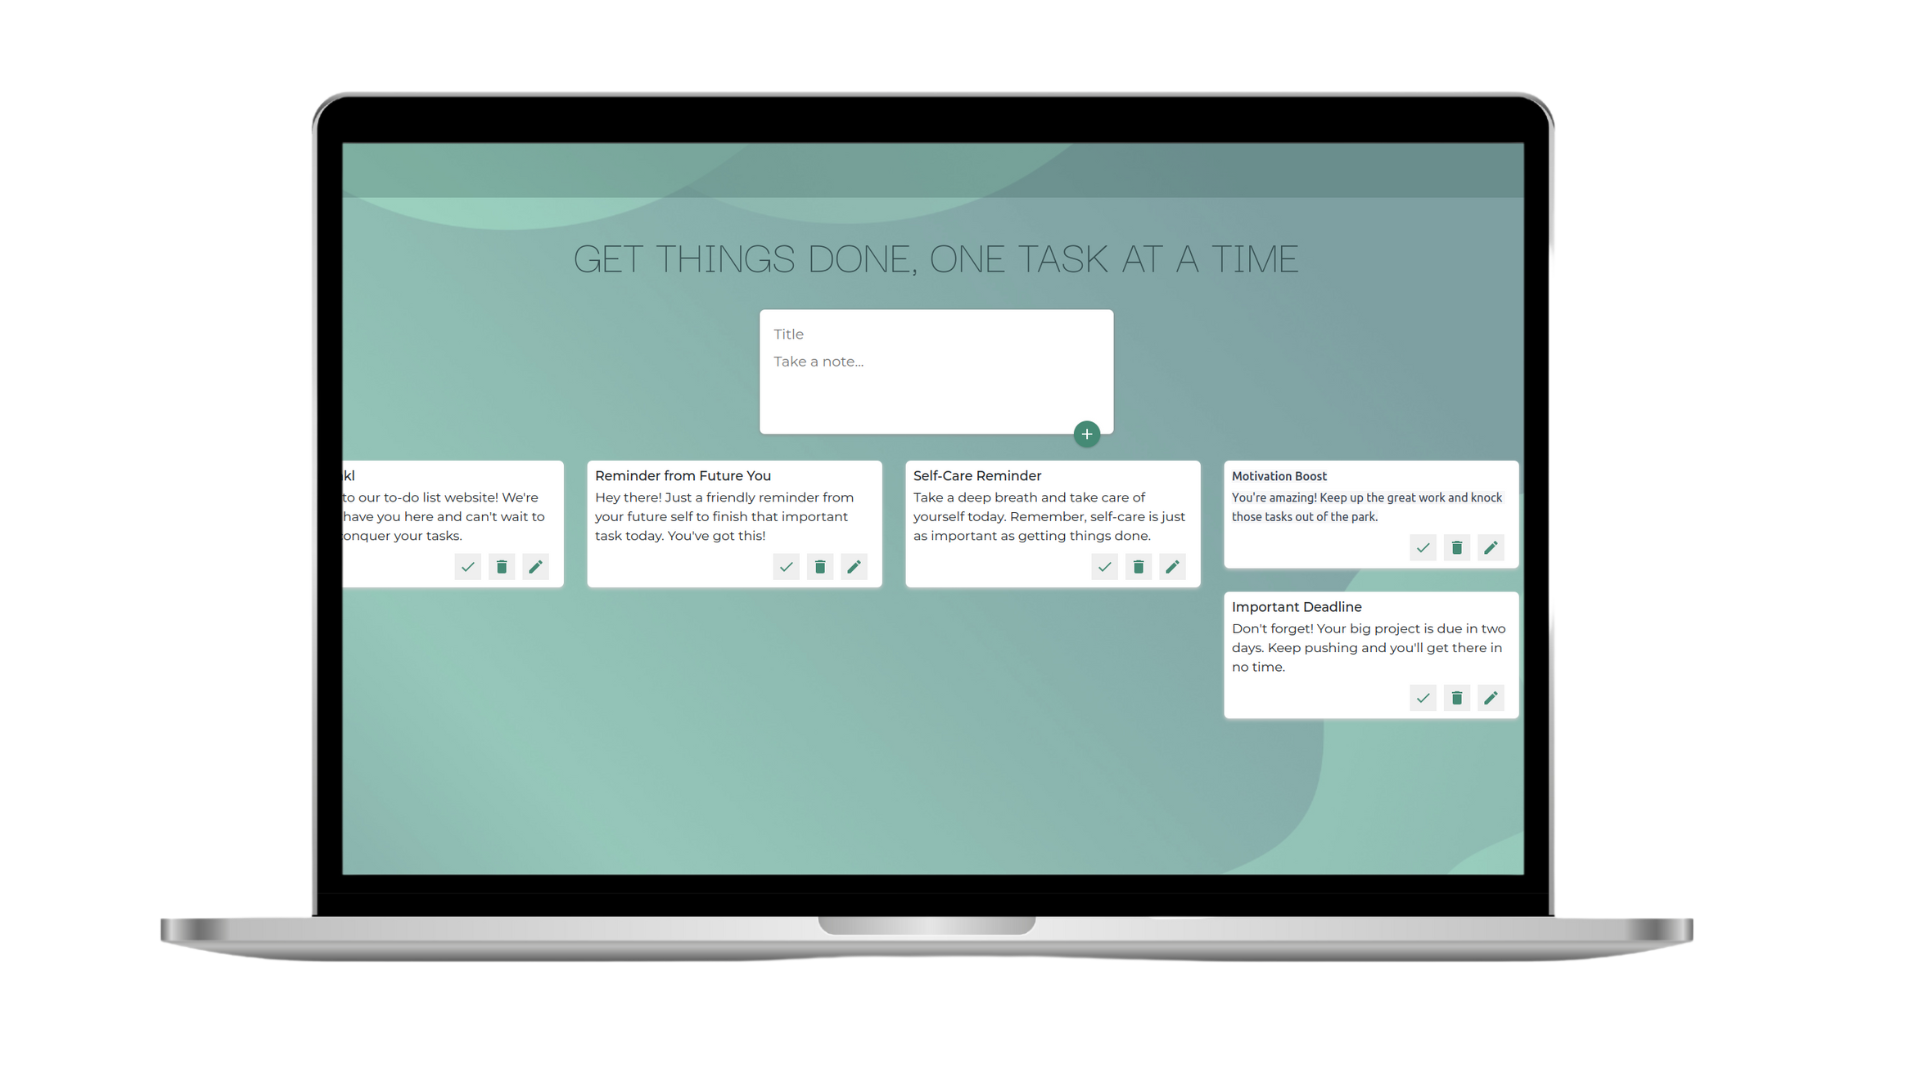 GET THINGS DONE, ONE TASK AT A TIME
Title
Take a note...
kl
to our to-do list website! We're
have you here and can't wait to
onquer your tasks.
Reminder from Future You
Hey there! Just a friendly reminder from
your future self to finish that important
task today. You've got this!
Self-Care Reminder
Take a deep breath and take care of
yourself today. Remember, self-care is just
as important as getting things done.
Motivation Boost
You're amazing! Keep up the great work and knock
those tasks out of the park.
Important Deadline
Don't forget! Your big project is due in two
days. Keep pushing and you'll get there in
no time.